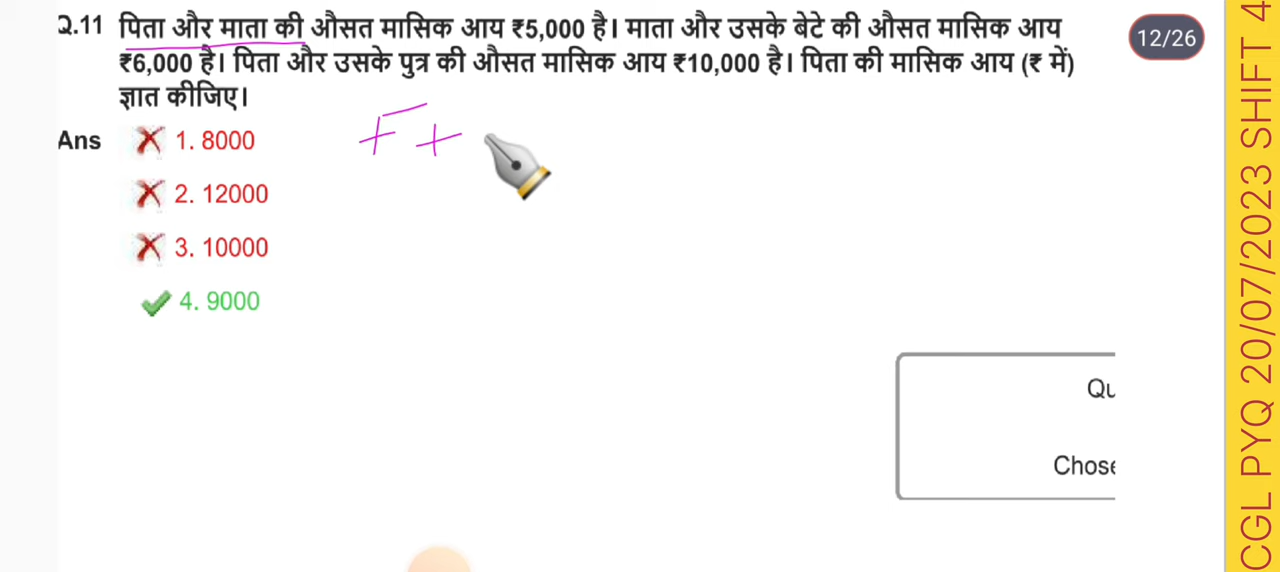 Q.11 पिता और माता की औसत मासिक आय ₹5,000 है। माता और उसके बेटे की औसत मासिक आय
₹6,000 है। पिता और उसके पुत्र की औसत मासिक आय ₹10,000 है। पिता की मासिक आय (₹ में)
ज्ञात कीजिए।
12/26
F +
Ans 1. 8000
2. 12000
3. 10000
4. 9000
Qu
Chose
CGL PYQ 20/07/2023 SHIFT 4